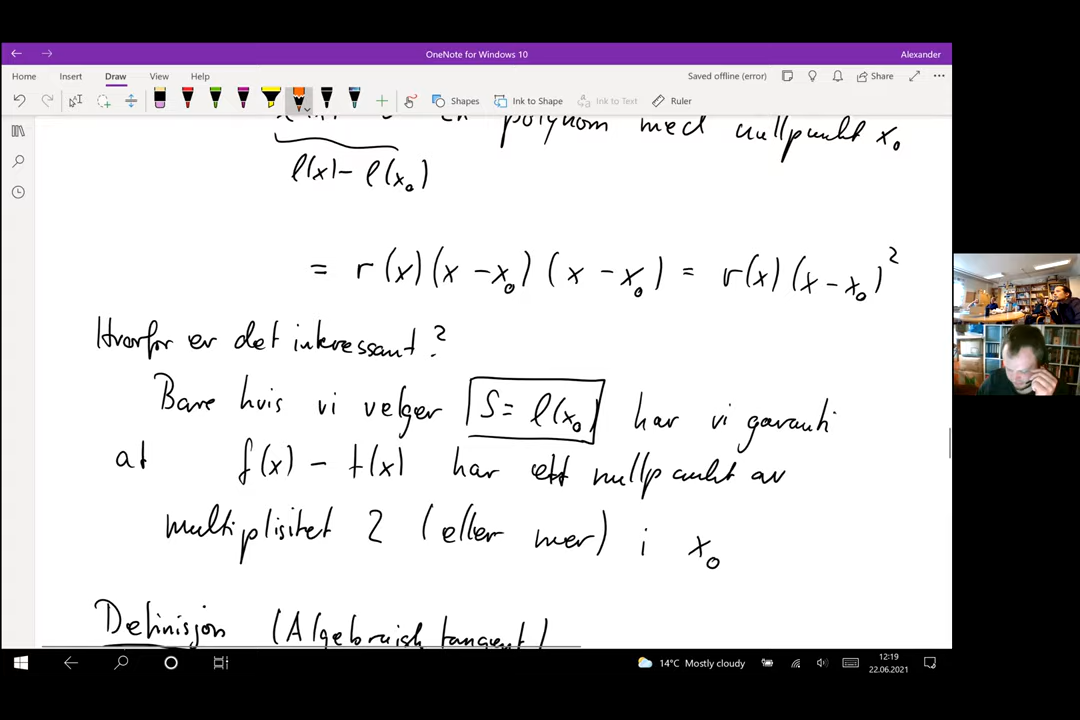 OneNote for Windows 10
Alexander
Home Insert Draw View Help
Saved offline (error)
Share
Shapes
Ink to Shape
Ink to Text
Ruler
polynom med nullpunkt x₀
l(x) - l(x₀)
= r(x)(x-x₀)(x-x₀) = r(x)(x-x₀)²
Hvorfor er det interessant?
Bare hvis vi velger S = l(x₀) har vi garanti
at f(x) - t(x) har ett nullpunkt av
multiplisitet 2 (eller mer) i x₀
Definisjon (Algebraisk tangent)
14°C Mostly cloudy
12:19
22.06.2021